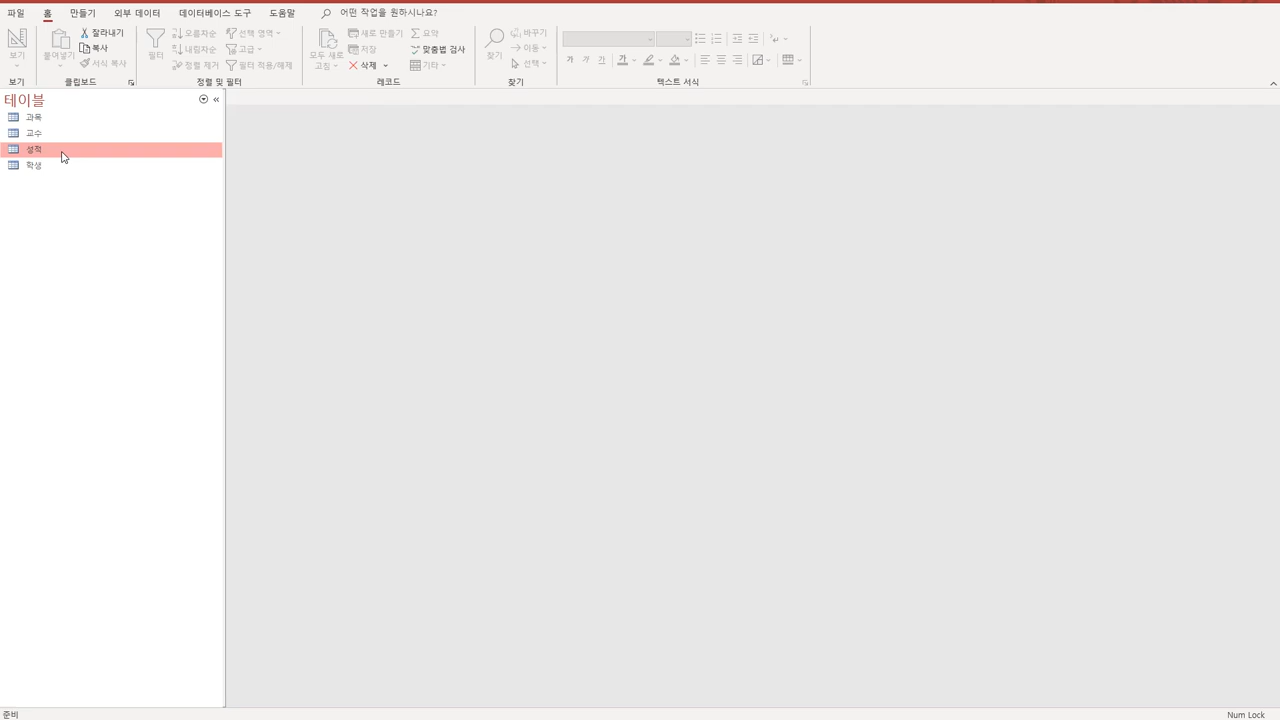 파일 홈 만들기 외부 데이터 데이터베이스 도구 도움말 어떤 작업을 원하시나요?
보기
붙여넣기
잘라내기
복사
서식 복사
필터
오름차순
내림차순
정렬 제거
선택 영역
고급
필터 적용/해제
모두 새로
고침
새로 만들기
저장
삭제
요약
맞춤법 검사
기타
찾기
바꾸기
이동
선택
가 가 가 가
보기 클립보드 정렬 및 필터 레코드 찾기 텍스트 서식
테이블
과목
교수
성적
학생
준비 Num Lock